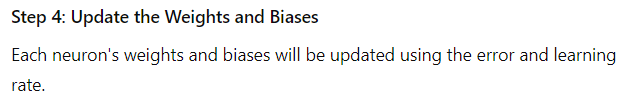 Step 4: Update the Weights and Biases
Each neuron's weights and biases will be updated using the error and learning
rate.